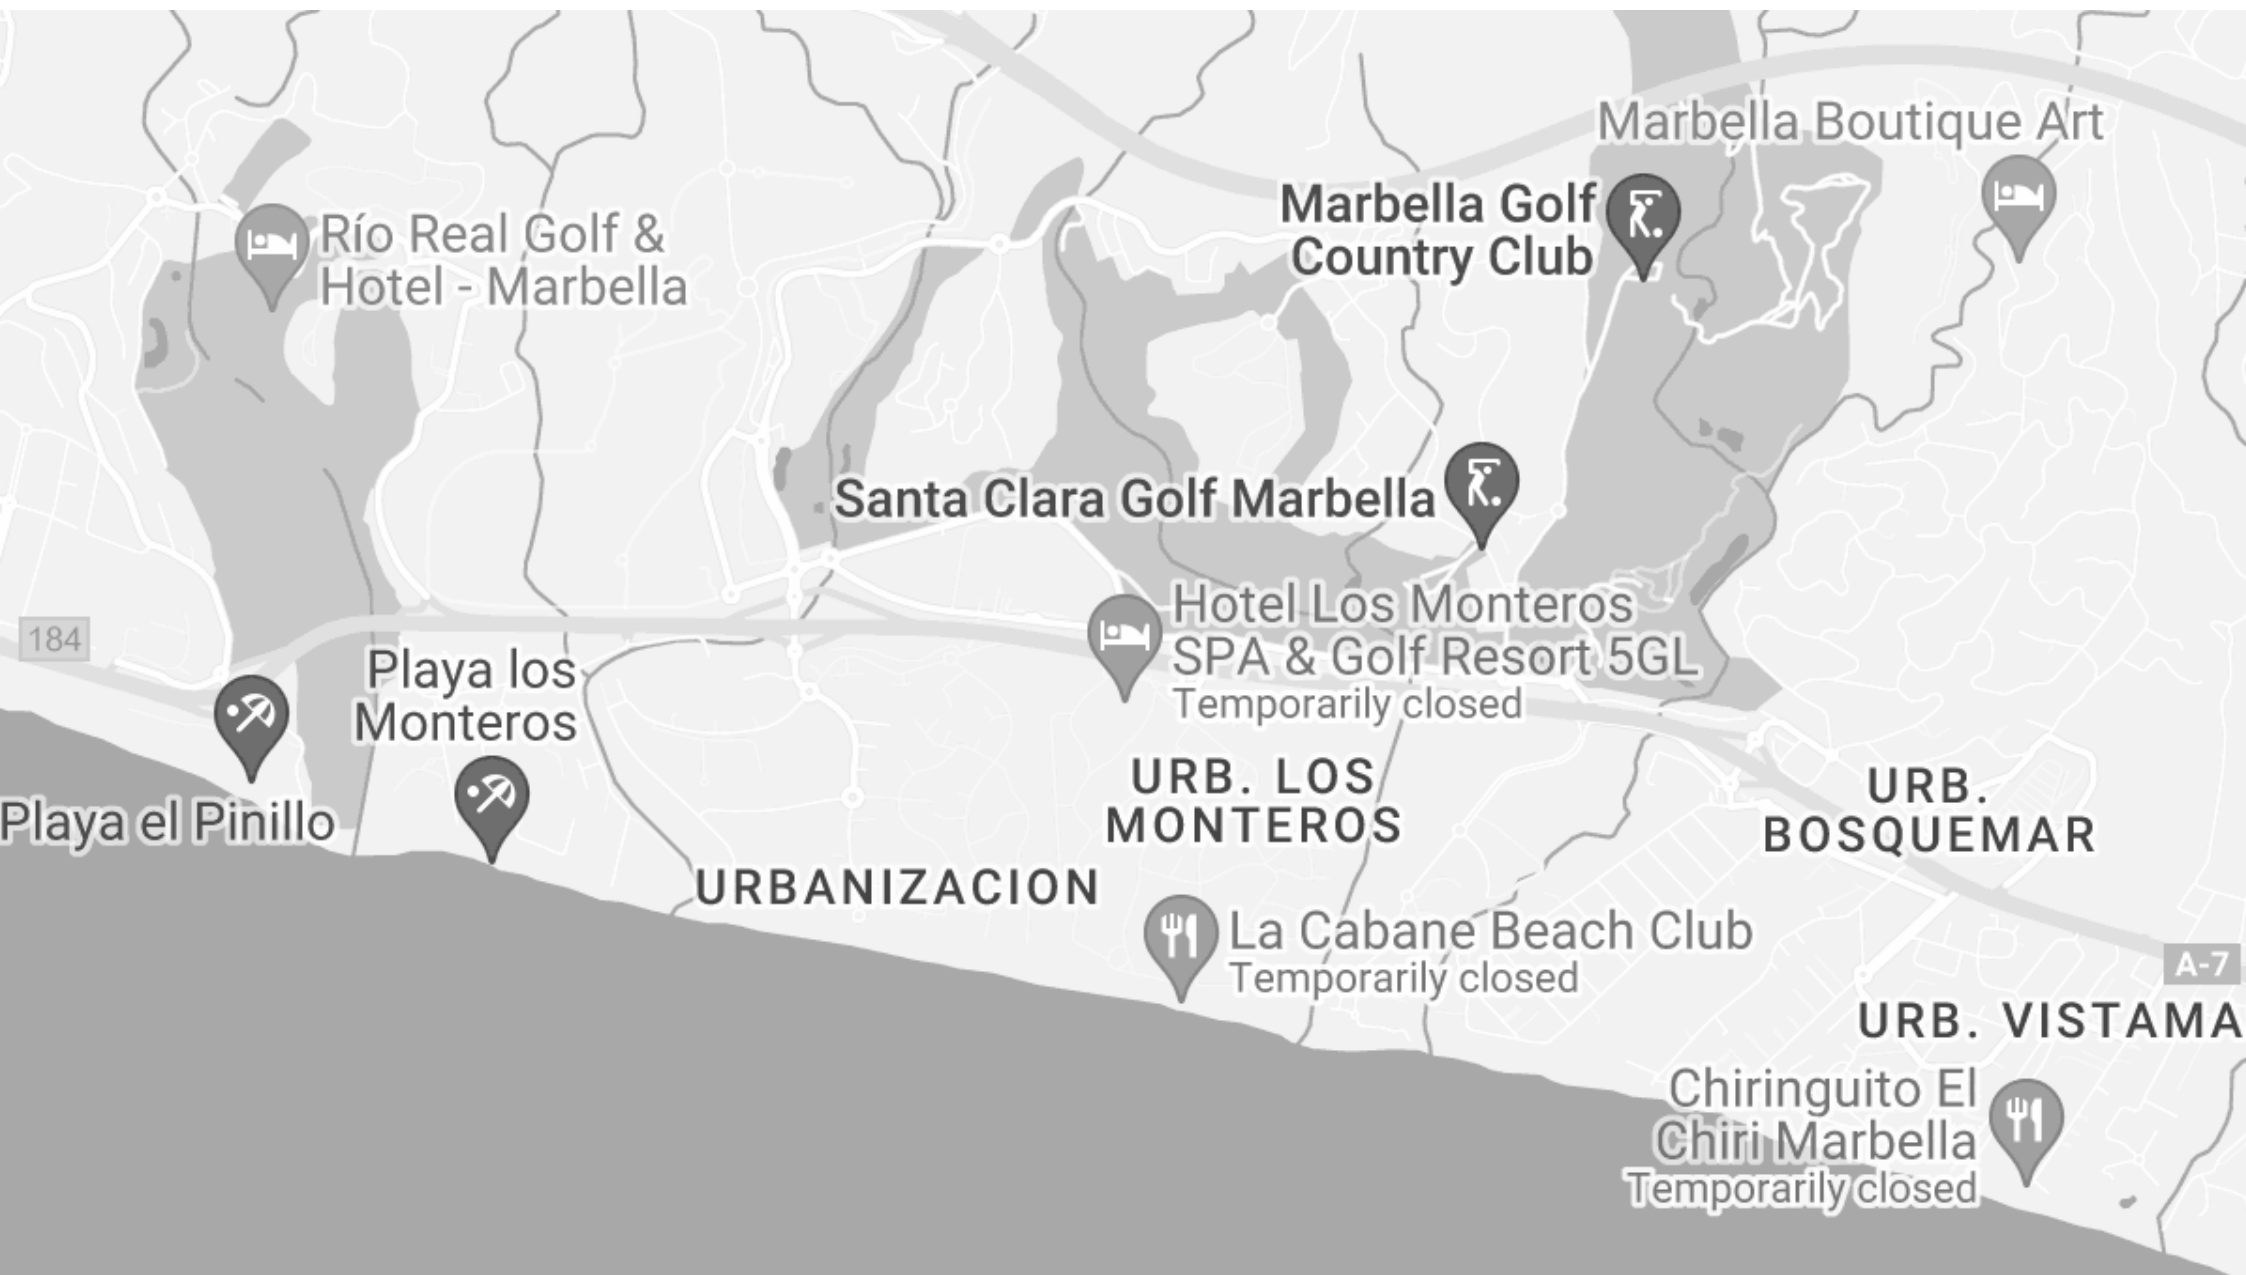 Marbella Boutique Art
Marbella Golf
Country Club
Río Real Golf &
Hotel - Marbella
Santa Clara Golf Marbella
Hotel Los Monteros
SPA & Golf Resort 5GL
Temporarily closed
184
Playa los
Monteros
Playa el Pinillo
URB. LOS
MONTEROS
URB.
BOSQUEMAR
URBANIZACION
La Cabane Beach Club
Temporarily closed
A-7
URB. VISTAMA
Chiringuito El
Chiri Marbella
Temporarily closed